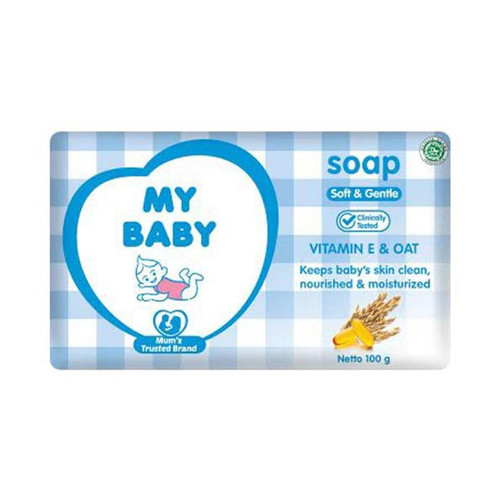 MY
BABY
Mum's
Trusted Brand
soap
Soft & Gentle
Clinically
Tested
VITAMIN E & OAT
Keeps baby's skin clean,
nourished & moisturized
Netto 100 g